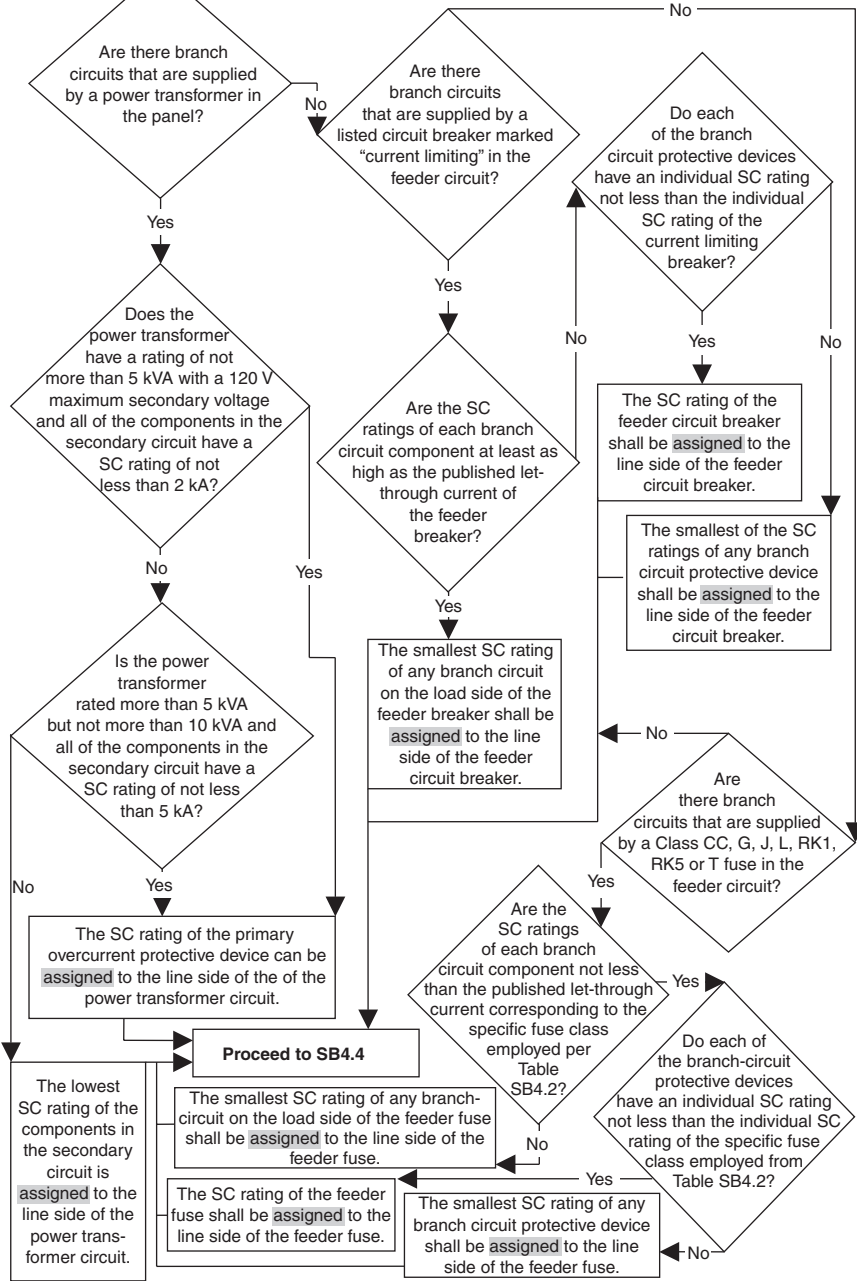 Are there branch
circuits that are supplied
by a power transformer in
the panel?
No
Yes
Are there
branch circuits
that are supplied by a
listed circuit breaker marked
“current limiting” in the
feeder circuit?
No
Yes
Do each
of the branch
circuit protective devices
have an individual SC rating
not less than the individual
SC rating of the
current limiting
breaker?
Yes
No
Does the
power transformer
have a rating of not
more than 5 kVA with a 120 V
maximum secondary voltage
and all of the components in the
secondary circuit have a
SC rating of not
less than 2 kA?
No
Yes
Are the SC
ratings of each branch
circuit component at least as
high as the published let-
through current of
the feeder
breaker?
No
Yes
The SC rating of the
feeder circuit breaker
shall be assigned to the
line side of the feeder
circuit breaker.
The smallest of the SC
ratings of any branch
circuit protective device
shall be assigned to the
line side of the feeder
circuit breaker.
Is the power
transformer
rated more than 5 kVA
but not more than 10 kVA and
all of the components in the
secondary circuit have a
SC rating of not less
than 5 kA?
No
Yes
The smallest SC rating
of any branch circuit
on the load side of the
feeder breaker shall be
assigned to the line
side of the feeder
circuit breaker.
No
Are
there branch
circuits that are supplied
by a Class CC, G, J, L, RK1,
RK5 or T fuse in the
feeder circuit?
Yes
The SC rating of the primary
overcurrent protective device can be
assigned to the line side of the of the
power transformer circuit.
Are the
SC ratings
of each branch
circuit component not less
than the published let-through
current corresponding to the
specific fuse class
employed per
Table
SB4.2?
Yes
No
Proceed to SB4.4
Do each of
the branch-circuit
protective devices
have an individual SC rating
not less than the individual SC
rating of the specific fuse
class employed from
Table SB4.2?
Yes
No
The lowest
SC rating of the
components in
the secondary
circuit is
assigned to the
line side of the
power trans-
former circuit.
The smallest SC rating of any branch-
circuit on the load side of the feeder fuse
shall be assigned to the line side of the
feeder fuse.
The SC rating of the feeder
fuse shall be assigned to the
line side of the feeder fuse.
The smallest SC rating of any
branch circuit protective device
shall be assigned to the line
side of the feeder fuse.